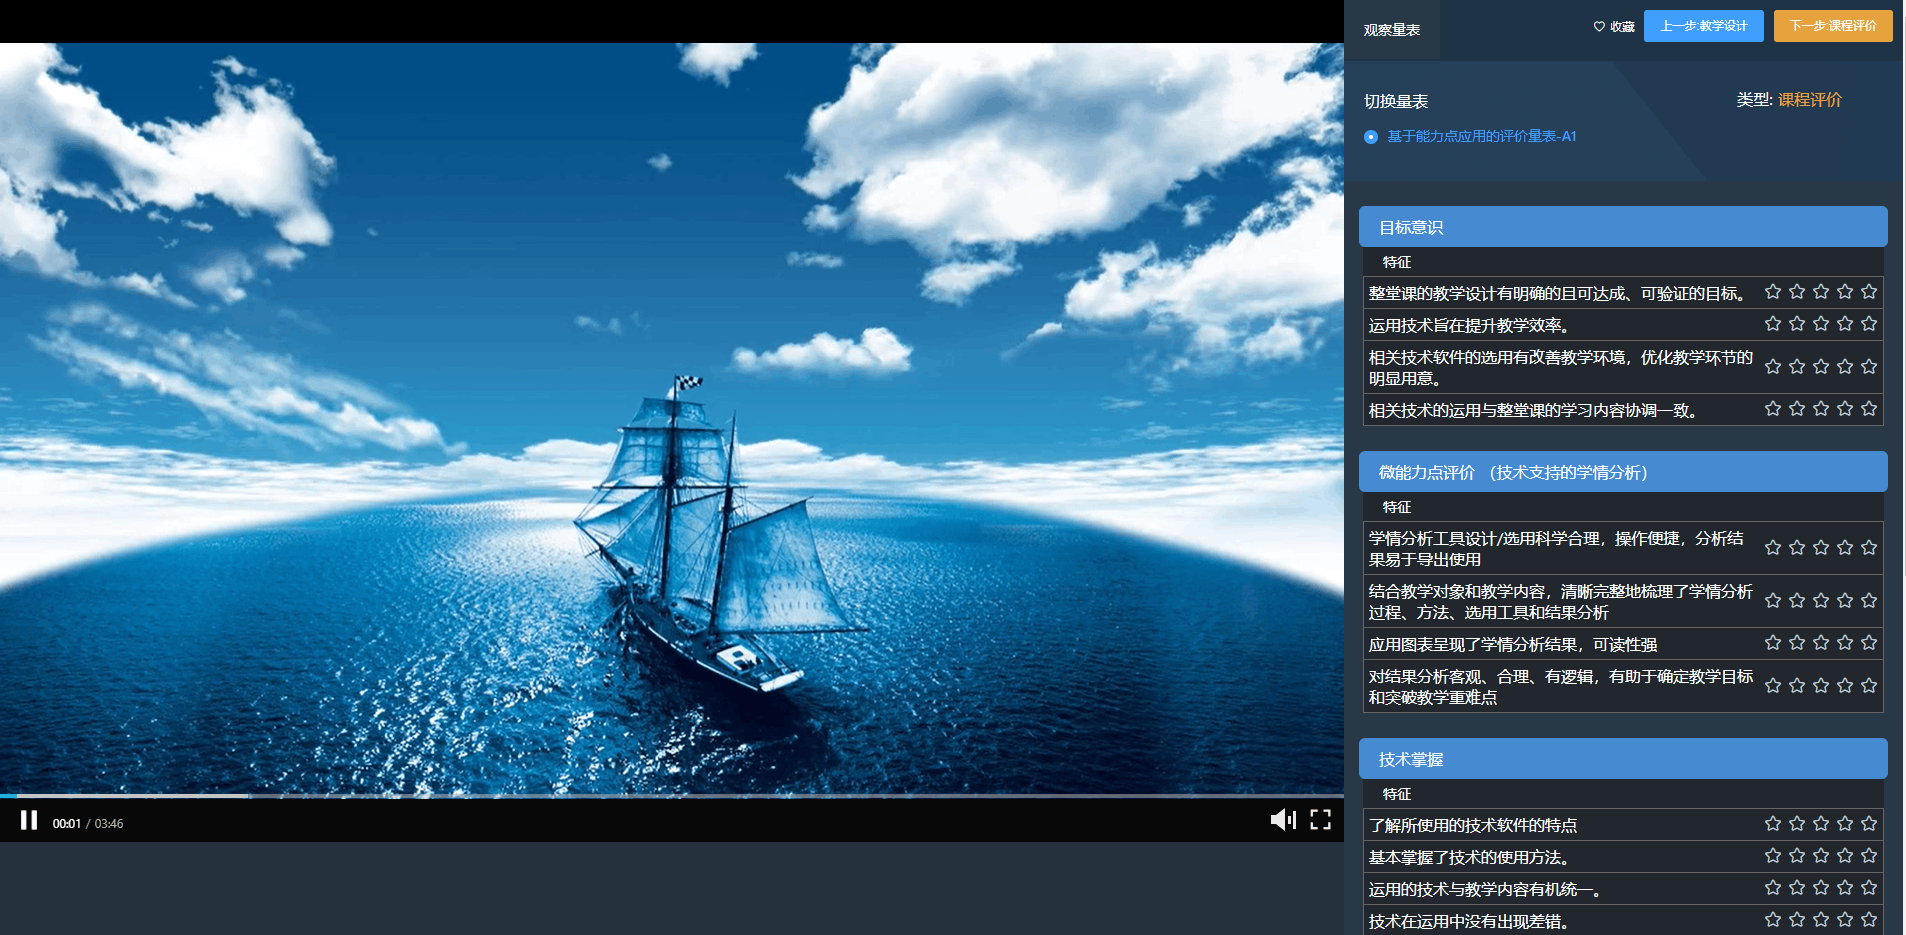 观察量表
收藏
上一步:教学设计
下一步:课程评价
切换量表
类型: 课程评价
基于能力点应用的评价量表-A1
目标意识
特征
整堂课的教学设计有明确的且可达成、可验证的目标。
运用技术旨在提升教学效率。
相关技术软件的选用有改善教学环境，优化教学环节的
明显用意。
相关技术的运用与整堂课的学习内容协调一致。
微能力点评价 （技术支持的学情分析）
特征
学情分析工具设计/选用科学合理，操作便捷，分析结
果易于导出使用
结合教学对象和教学内容，清晰完整地梳理了学情分析
过程、方法、选用工具和结果分析
应用图表呈现了学情分析结果，可读性强
对结果分析客观、合理、有逻辑，有助于确定教学目标
和突破教学重难点
技术掌握
特征
了解所使用的技术软件的特点
基本掌握了技术的使用方法。
运用的技术与教学内容有机统一。
技术在运用中没有出现差错。
00:01 / 03:46